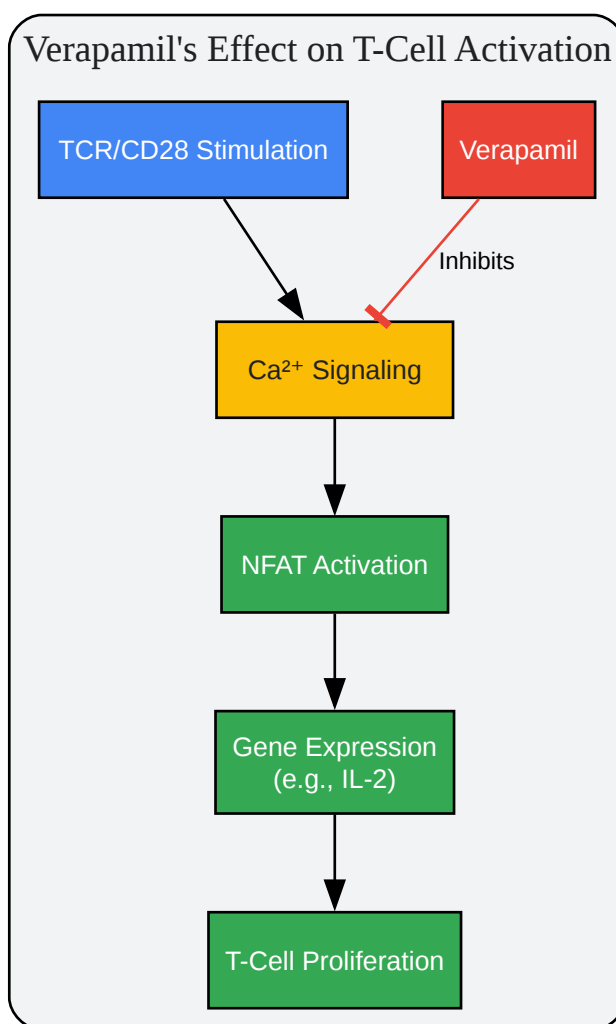 Verapamil's Effect on T-Cell Activation
TCR/CD28 Stimulation
Verapamil
Inhibits
Ca²⁺ Signaling
NFAT Activation
Gene Expression
(e.g., IL-2)
T-Cell Proliferation